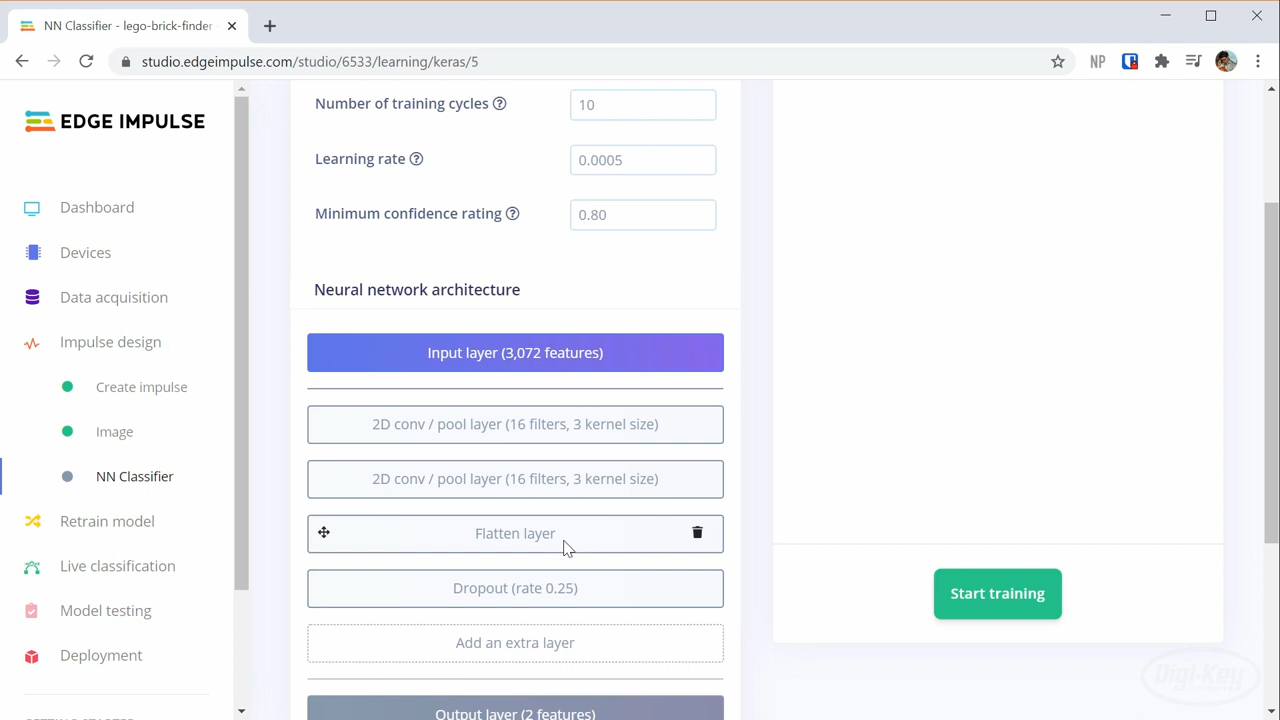 NN Classifier - lego-brick-finder
studio.edgeimpulse.com/studio/6533/learning/keras/5
NP
EDGE IMPULSE
Dashboard
Devices
Data acquisition
Impulse design
Create impulse
Image
NN Classifier
Retrain model
Live classification
Model testing
Deployment
Number of training cycles
10
Learning rate
0.0005
Minimum confidence rating
0.80
Neural network architecture
Input layer (3,072 features)
2D conv / pool layer (16 filters, 3 kernel size)
2D conv / pool layer (16 filters, 3 kernel size)
Flatten layer
Dropout (rate 0.25)
Add an extra layer
Output layer (2 features)
Start training
Digi-Key